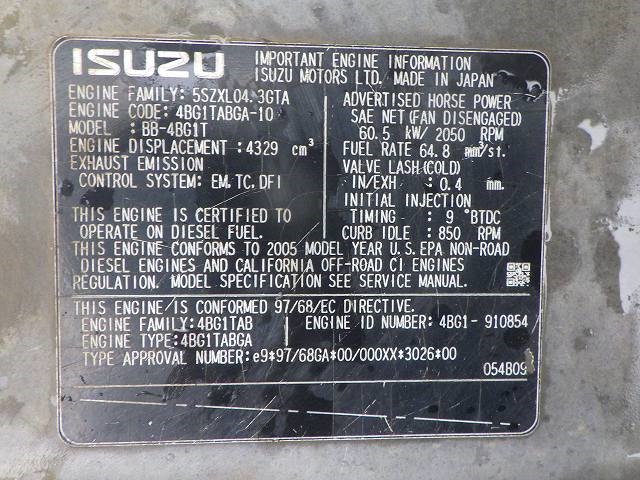 ISUZU
IMPORTANT ENGINE INFORMATION
ISUZU MOTORS LTD. MADE IN JAPAN
ENGINE FAMILY: 5SZXL04.3GTA
ENGINE CODE: 4BG1TABGA-10
MODEL : BB-4BG1T
ENGINE DISPLACEMENT: 4329 cm³
EXHAUST EMISSION
CONTROL SYSTEM: EM, TC, DFI
THIS ENGINE IS CERTIFIED TO
OPERATE ON DIESEL FUEL.
ADVERTISED HORSE POWER
SAE NET (FAN DISENGAGED)
60.5 kW/ 2050 RPM
FUEL RATE 64.8 mm³/st.
VALVE LASH(COLD)
IN/EXH : 0.4 mm.
INITIAL INJECTION
TIMING : 9 °BTDC
CURB IDLE : 850 RPM
THIS ENGINE CONFORMS TO 2005 MODEL YEAR U.S. EPA NON-ROAD
DIESEL ENGINES AND CALIFORNIA OFF-ROAD CI ENGINES
REGULATION. MODEL SPECIFICATION SEE SERVICE MANUAL.
THIS ENGINE IS CONFORMED 97/68/EC DIRECTIVE.
ENGINE FAMILY:4BG1TAB
ENGINE ID NUMBER: 4BG1- 910854
ENGINE TYPE:4BG1TABGA
TYPE APPROVAL NUMBER:e9*97/68GA*00/000XX*3026*00
054B09